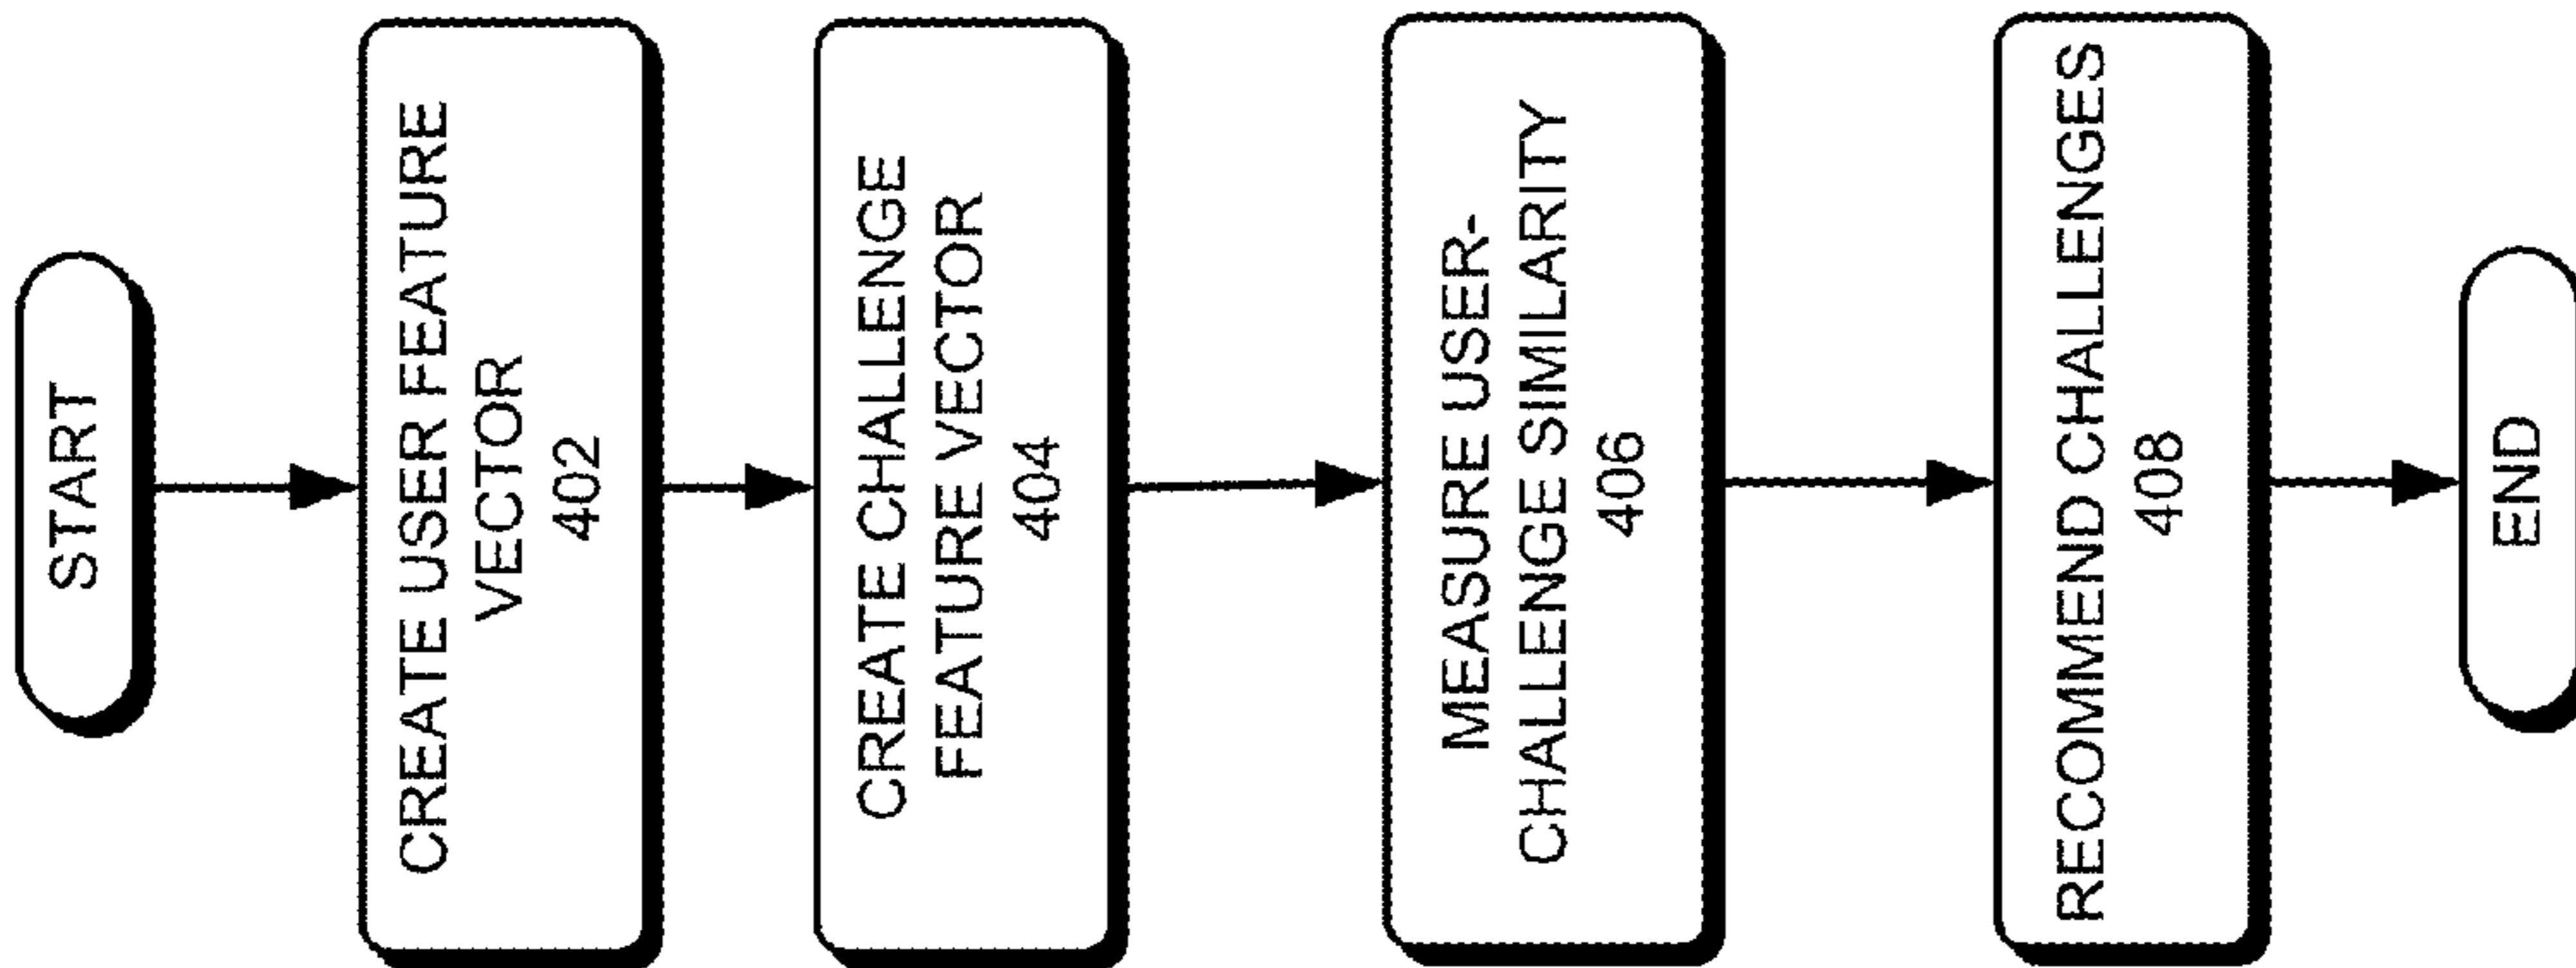 START
CREATE USER FEATURE
VECTOR
402
CREATE CHALLENGE
FEATURE VECTOR
404
MEASURE USER-
CHALLENGE SIMILARITY
406
RECOMMEND CHALLENGES
408
END